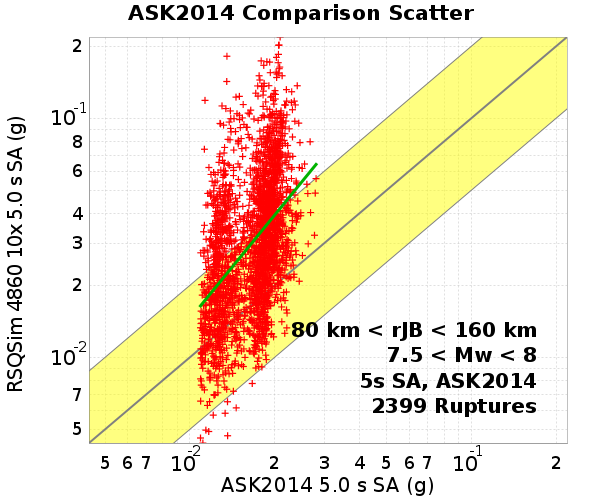 ASK2014 Comparison Scatter
RSQSim 4860 10x 5.0 s SA (g)
2
10⁻¹
8
6
4
3
2
10⁻²
7
5
80 km < rJB < 160 km
7.5 < Mw < 8
5s SA, ASK2014
2399 Ruptures
5 6 7 10⁻² 2 3 4 5 6 7 10⁻¹ 2
ASK2014 5.0 s SA (g)